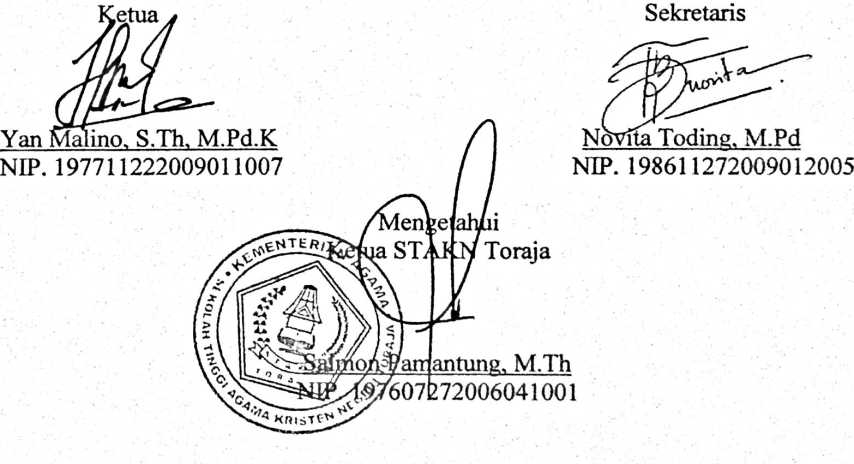 Ketua
Sekretaris
Novita
Yan Malino, S.Th, M.Pd.K
NIP. 197711222009011007
Novita Toding, M.Pd
NIP. 198611272009012005
Mengetahui
Ketua STAKN Toraja
KEMENTERIAN AGAMA
SEKOLAH TINGGI AGAMA KRISTEN NEGERI TORAJA
Salmon Pamantung, M.Th
NIP. 197607272006041001